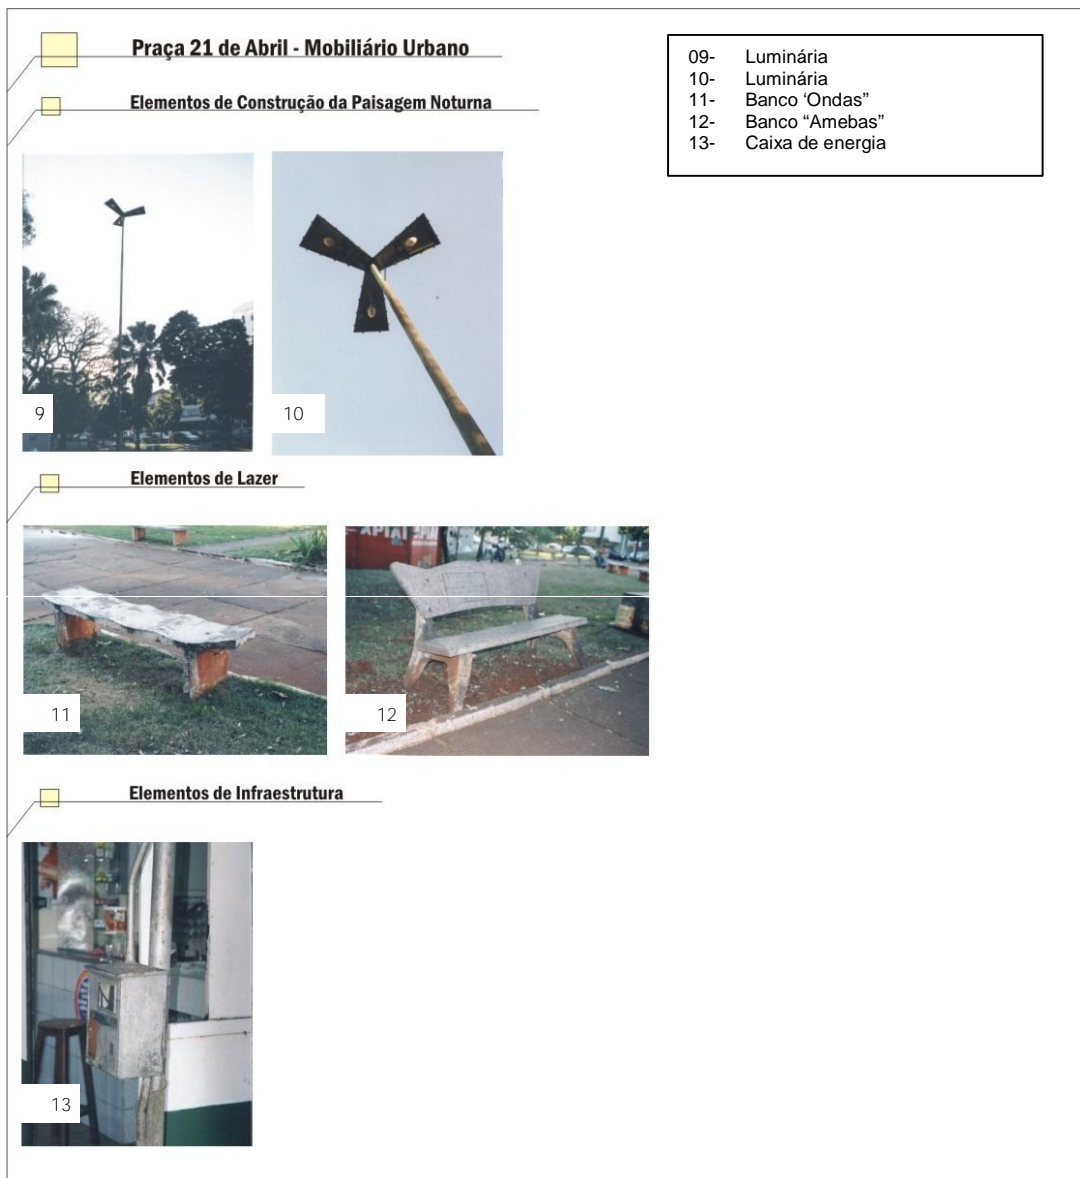 Praça 21 de Abril - Mobiliário Urbano
09- Luminária
10- Luminária
11- Banco ‘Ondas”
12- Banco “Amebas”
13- Caixa de energia
Elementos de Construção da Paisagem Noturna
9
10
Elementos de Lazer
11
12
Elementos de Infraestrutura
13